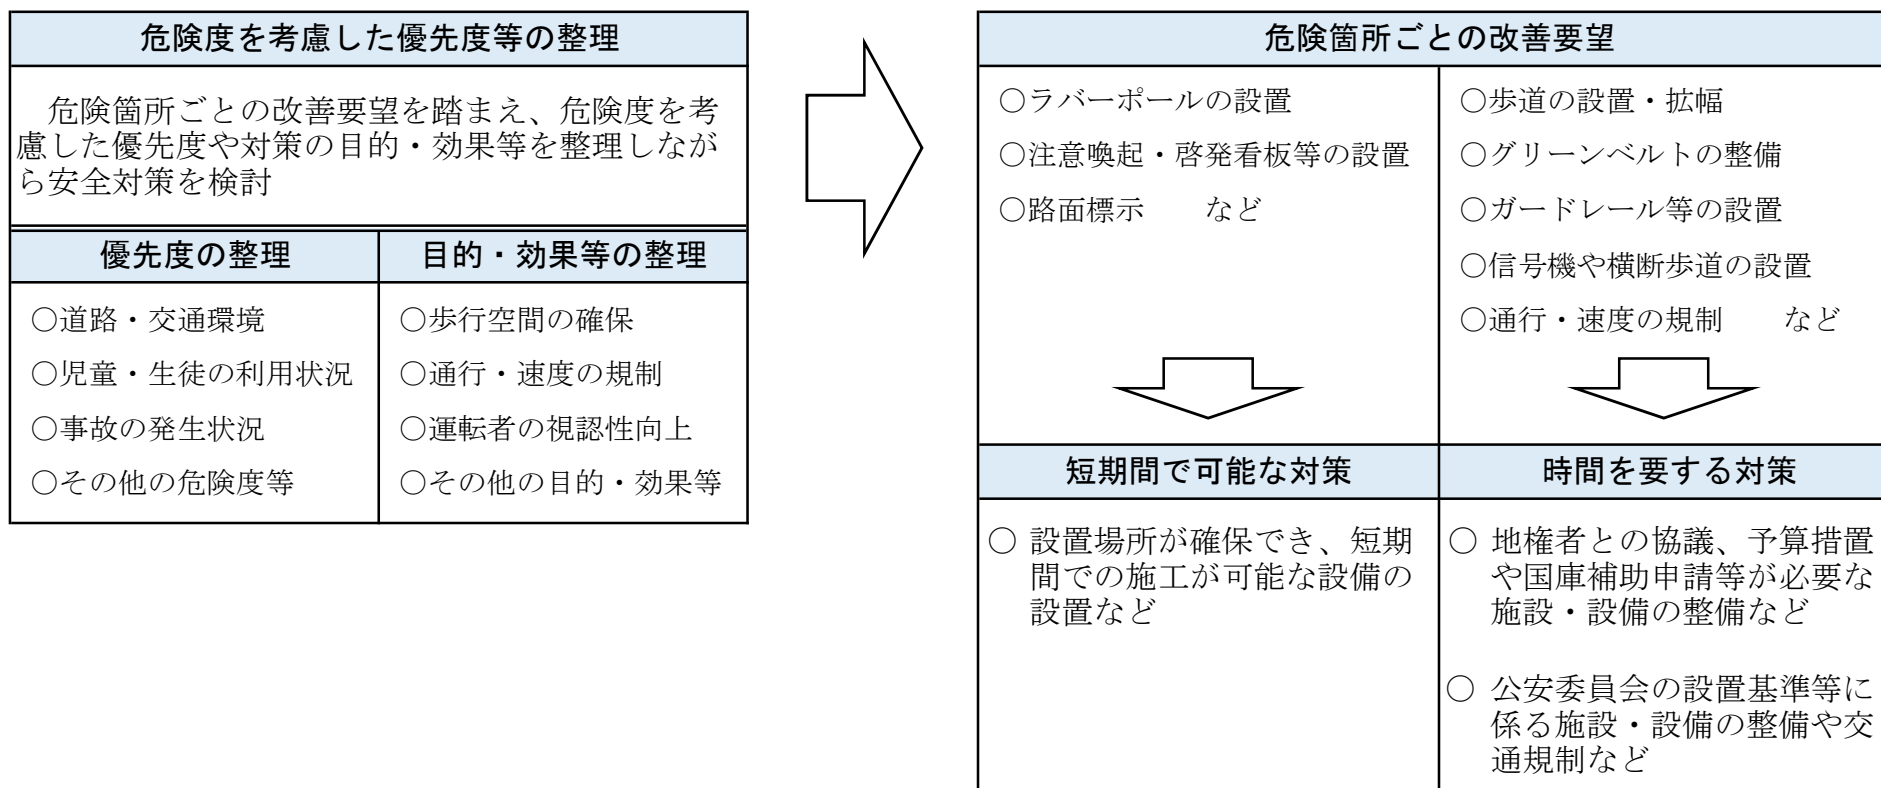 危険度を考慮した優先度等の整理
危険箇所ごとの改善要望を踏まえ、危険度を考
慮した優先度や対策の目的・効果等を整理しなが
ら安全対策を検討
優先度の整理
○道路・交通環境
○児童・生徒の利用状況
○事故の発生状況
○その他の危険度等
目的・効果等の整理
○歩行空間の確保
○通行・速度の規制
○運転者の視認性向上
○その他の目的・効果等
危険箇所ごとの改善要望
○ラバーポールの設置
○注意喚起・啓発看板等の設置
○路面標示　　など
○歩道の設置・拡幅
○グリーンベルトの整備
○ガードレール等の設置
○信号機や横断歩道の設置
○通行・速度の規制　　など
短期間で可能な対策
○ 設置場所が確保でき、短期
間での施工が可能な設備の
設置など
時間を要する対策
○ 地権者との協議、予算措置
や国庫補助申請等が必要な
施設・設備の整備など
○ 公安委員会の設置基準等に
係る施設・設備の整備や交
通規制など